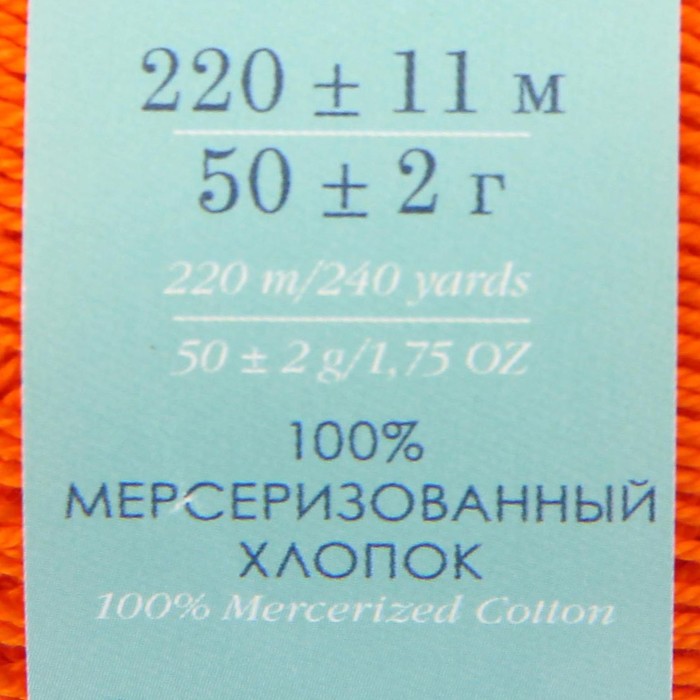 220 ± 11 м
50 ± 2 г
220 m/240 yards
50 ± 2 g/1,75 OZ
100%
МЕРСЕРИЗОВАННЫЙ
ХЛОПОК
100% Mercerized Cotton